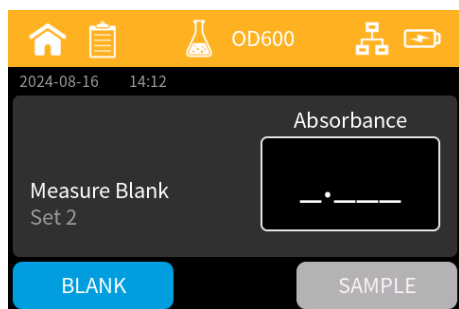 OD600
2024-08-16 14:12
Absorbance
_.___
Measure Blank
Set 2
BLANK SAMPLE